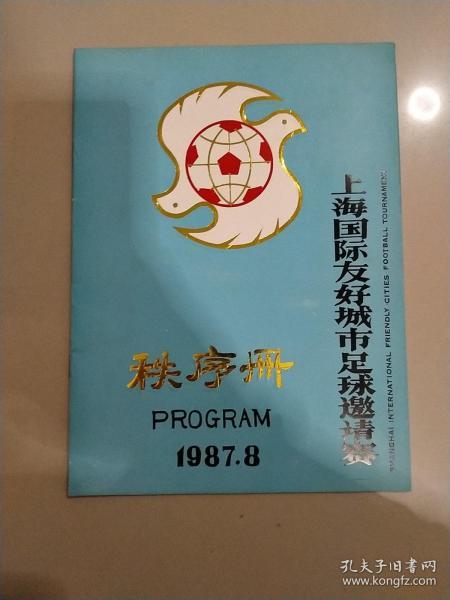 上海国际友好城市足球邀请赛
SHANGHAI INTERNATIONAL FRIENDLY CITIES FOOTBALL TOURNAMENT
秩序册
PROGRAM
1987.8
孔夫子旧书网
www.kongfz.com